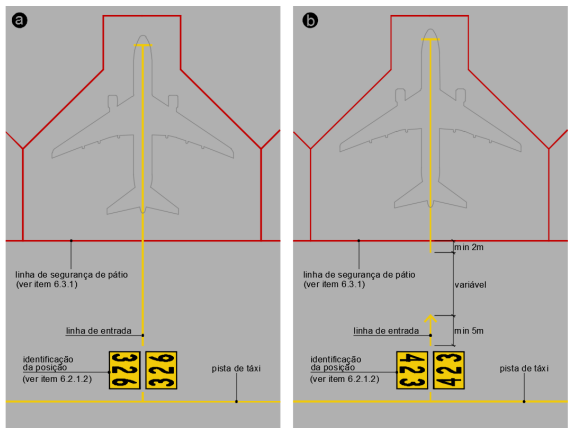 a
linha de segurança de pátio
(ver item 6.3.1)
linha de entrada
identificação
da posição
(ver item 6.2.1.2)
326
326
pista de táxi
b
min 2m
linha de segurança de pátio
(ver item 6.3.1)
variável
linha de entrada
min 5m
identificação
da posição
(ver item 6.2.1.2)
423
423
pista de táxi